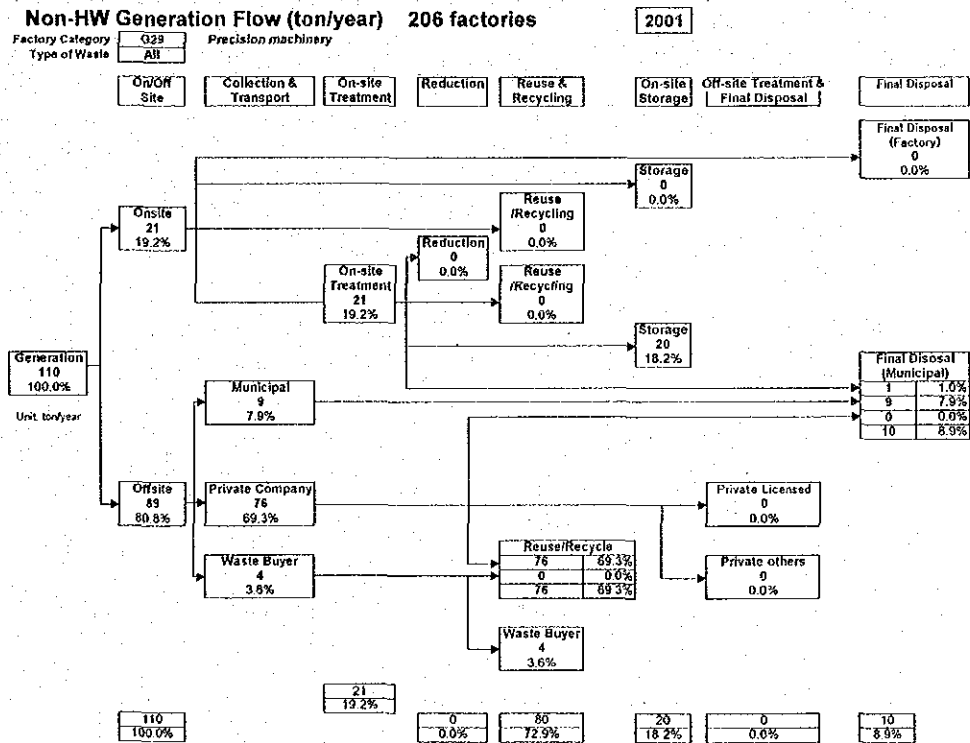 Non-HW Generation Flow (ton/year) 206 factories
2001
Factory Category G29 Precision machinery
Type of Waste All
On/Off Site
Collection & Transport
On-site Treatment
Reduction
Reuse & Recycling
On-site Storage
Off-site Treatment & Final Disposal
Final Disposal
Final Disposal
(Factory)
0
0.0%
Storage
0
0.0%
Onsite
21
19.2%
Reuse
/Recycling
0
0.0%
Reduction
0
0.0%
On-site
Treatment
21
19.2%
Reuse
/Recycling
0
0.0%
Storage
20
18.2%
Generation
110
100.0%
Unit. ton/year
Municipal
9
7.9%
Final Disosal
(Municipal)
1 1.0%
9 7.9%
0 0.0%
10 8.9%
Offsite
89
80.8%
Private Company
76
69.3%
Private Licensed
0
0.0%
Waste Buyer
4
3.6%
Reuse/Recycle
76 69.3%
0 0.0%
76 69.3%
Private others
0
0.0%
Waste Buyer
4
3.6%
21
19.2%
110
100.0%
0
0.0%
80
72.9%
20
18.2%
0
0.0%
10
8.9%